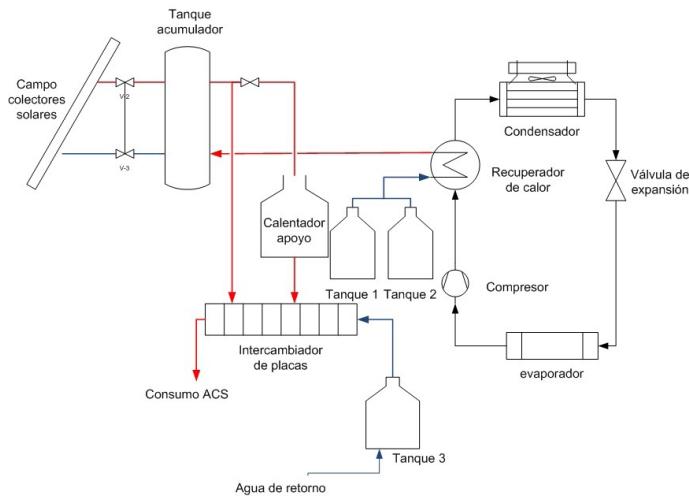 Tanque
acumulador
Campo
colectores
solares
V-2
V-3
Condensador
Recuperador
de calor
Válvula de
expansión
Calentador
apoyo
Tanque 1
Tanque 2
Compresor
Intercambiador
de placas
evaporador
Consumo ACS
Tanque 3
Agua de retorno